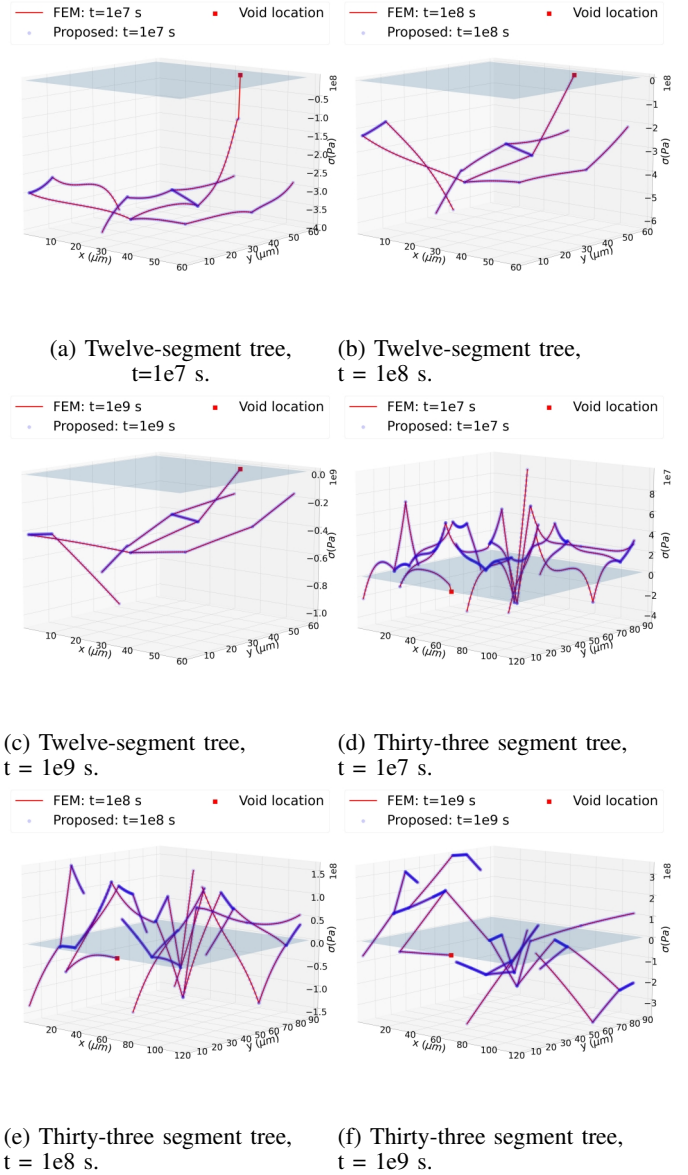 FEM: t=1e7 s Void location
Proposed: t=1e7 s
1e8
−0.5
−1.0
−1.5
−2.0
−2.5
−3.0
−3.5
−4.0
σ(Pa)
10 20 30 40 50 60
x (μm)
10 20 30 40 50 60
y (μm)
FEM: t=1e8 s Void location
Proposed: t=1e8 s
1e8
0
−1
−2
−3
−4
−5
−6
σ(Pa)
10 20 30 40 50 60
x (μm)
10 20 30 40 50 60
y (μm)
(a) Twelve-segment tree,
t=1e7 s.
(b) Twelve-segment tree,
t = 1e8 s.
FEM: t=1e9 s Void location
Proposed: t=1e9 s
1e9
0.0
−0.2
−0.4
−0.6
−0.8
−1.0
σ(Pa)
10 20 30 40 50 60
x (μm)
10 20 30 40 50 60
y (μm)
FEM: t=1e7 s Void location
Proposed: t=1e7 s
1e7
8
6
4
2
0
−2
−4
σ(Pa)
20 40 60 80 100 120
x (μm)
10 20 30 40 50 60 70 80 90
y (μm)
(c) Twelve-segment tree,
t = 1e9 s.
(d) Thirty-three segment tree,
t = 1e7 s.
FEM: t=1e8 s Void location
Proposed: t=1e8 s
1e8
1.5
1.0
0.5
0.0
−0.5
−1.0
−1.5
σ(Pa)
20 40 60 80 100 120
x (μm)
10 20 30 40 50 60 70 80 90
y (μm)
FEM: t=1e9 s Void location
Proposed: t=1e9 s
1e8
3
2
1
0
−1
−2
−3
σ(Pa)
20 40 60 80 100 120
x (μm)
10 20 30 40 50 60 70 80 90
y (μm)
(e) Thirty-three segment tree,
t = 1e8 s.
(f) Thirty-three segment tree,
t = 1e9 s.